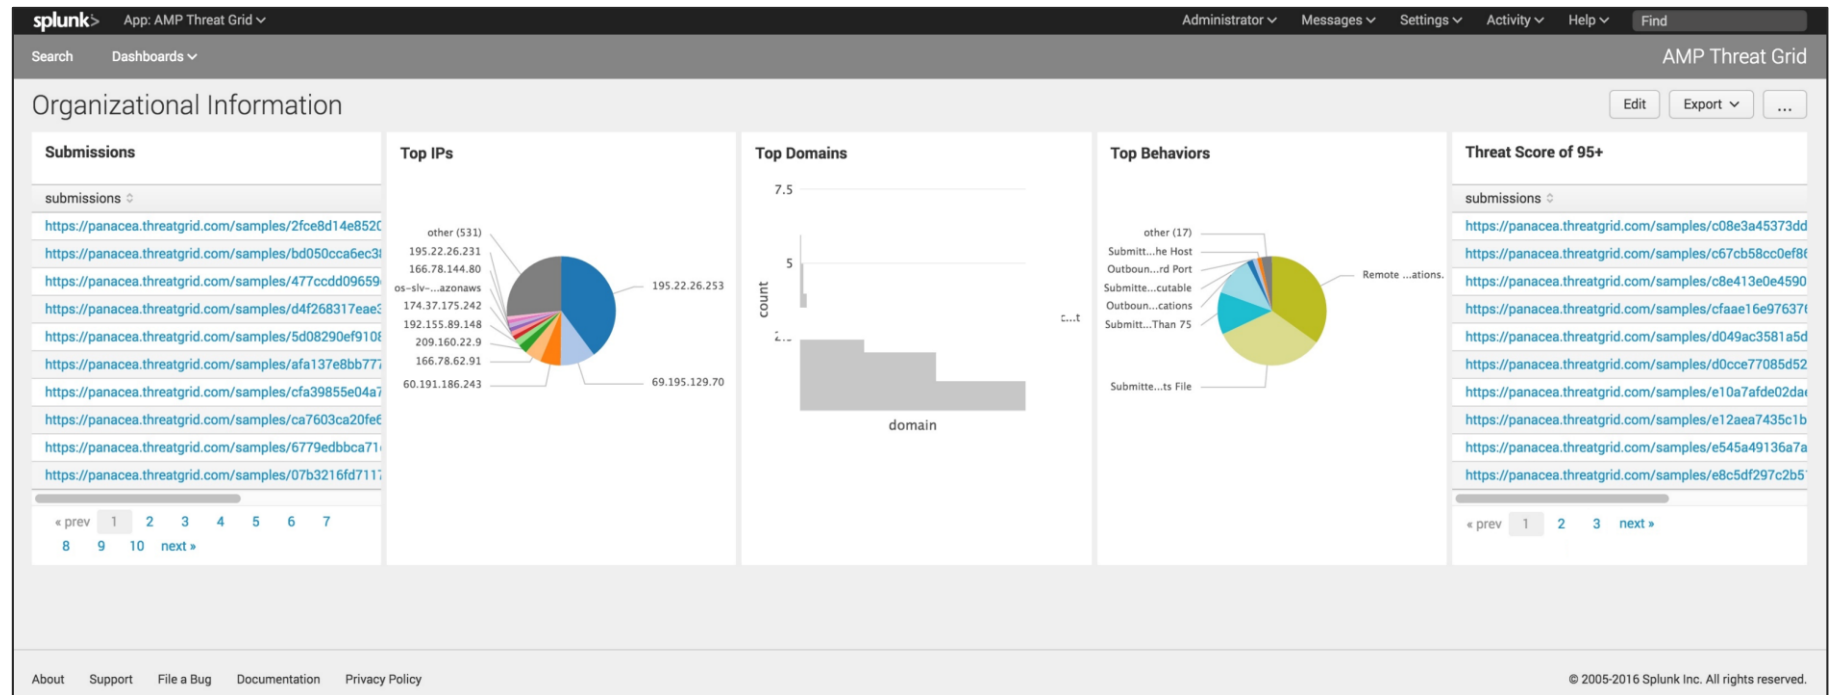 splunk> App: AMP Threat Grid Administrator Messages Settings Activity Help Find
Search Dashboards AMP Threat Grid
Organizational Information Edit Export ...
Submissions
submissions
https://panacea.threatgrid.com/samples/2fce8d14e8520
https://panacea.threatgrid.com/samples/bd050cca6ec38
https://panacea.threatgrid.com/samples/477ccdd09659
https://panacea.threatgrid.com/samples/d4f268317eae3
https://panacea.threatgrid.com/samples/5d08290ef9108
https://panacea.threatgrid.com/samples/afa137e8bb777
https://panacea.threatgrid.com/samples/cfa39855e04a7
https://panacea.threatgrid.com/samples/ca7603ca20fe6
https://panacea.threatgrid.com/samples/6779edbbca71
https://panacea.threatgrid.com/samples/07b3216fd7117
« prev 1 2 3 4 5 6 7
8 9 10 next »
Top IPs
other (531)
195.22.26.231
166.78.144.80
os-slv-...azonaws
174.37.175.242
192.155.89.148
209.160.22.9
166.78.62.91
60.191.186.243
195.22.26.253
69.195.129.70
Top Domains
7.5
5
count
domain
c...t
Top Behaviors
other (17)
Submitt...he Host
Outboun...rd Port
Submitte...cutable
Outboun...cations
Submitt...Than 75
Submitte...ts File
Remote ...ations.
Threat Score of 95+
submissions
https://panacea.threatgrid.com/samples/c08e3a45373dd
https://panacea.threatgrid.com/samples/c67cb58cc0ef86
https://panacea.threatgrid.com/samples/c8e413e0e4590
https://panacea.threatgrid.com/samples/cfaae16e976376
https://panacea.threatgrid.com/samples/d049ac3581a5d
https://panacea.threatgrid.com/samples/d0cce77085d52
https://panacea.threatgrid.com/samples/e10a7afde02dae
https://panacea.threatgrid.com/samples/e12aea7435c1b
https://panacea.threatgrid.com/samples/e545a49136a7a
https://panacea.threatgrid.com/samples/e8c5df297c2b5
« prev 1 2 3 next »
About Support File a Bug Documentation Privacy Policy © 2005-2016 Splunk Inc. All rights reserved.